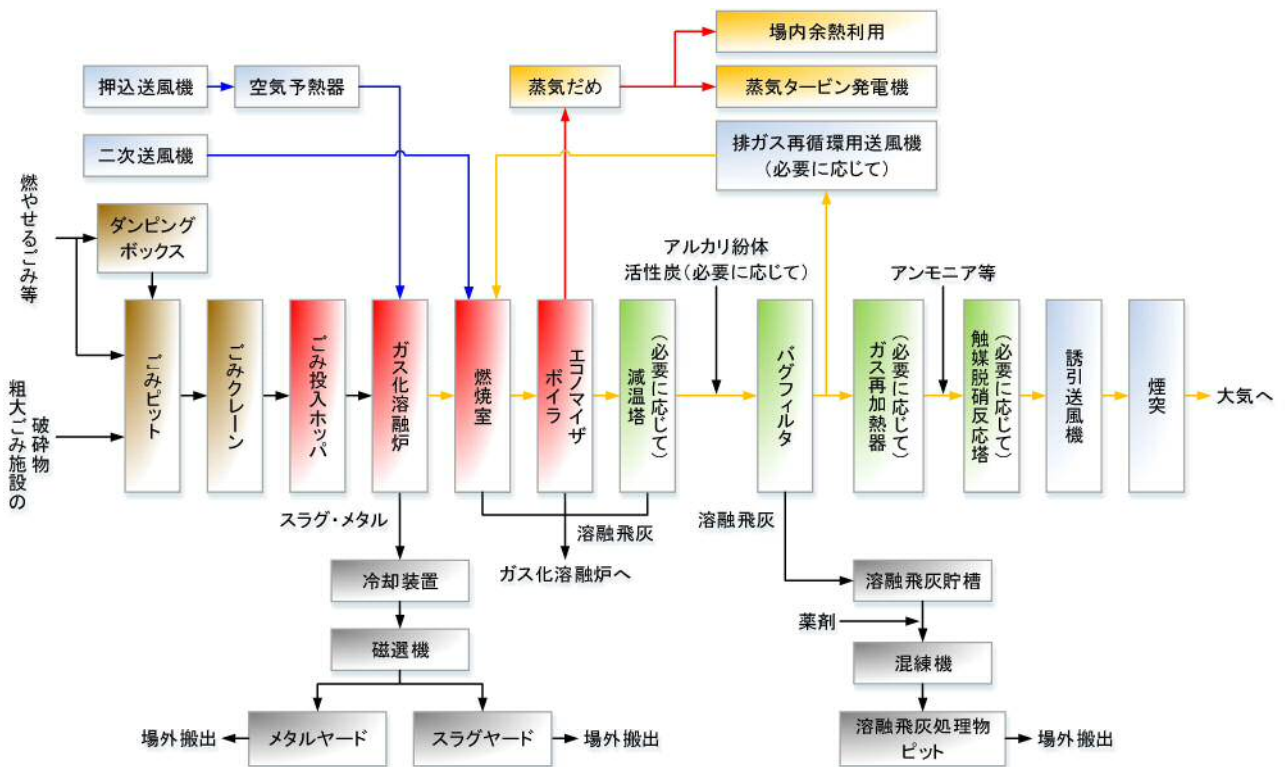 場内余熱利用
押込送風機
空気予熱器
蒸気だめ
蒸気タービン発電機
二次送風機
排ガス再循環用送風機
(必要に応じて)
燃やせるごみ等
ダンピング
ボックス
アルカリ紛体
活性炭(必要に応じて)
アンモニア等
粗大ごみ施設の
破砕物
ごみピット
ごみクレーン
ごみ投入ホッパ
ガス化溶融炉
燃焼室
エコノマイザ
ボイラ
(必要に応じて)
減温塔
バグフィルタ
(必要に応じて)
ガス再加熱器
(必要に応じて)
触媒脱硝反応塔
誘引送風機
煙突
大気へ
スラグ・メタル
溶融飛灰
溶融飛灰
ガス化溶融炉へ
冷却装置
溶融飛灰貯槽
薬剤
磁選機
混練機
場外搬出
メタルヤード
スラグヤード
場外搬出
溶融飛灰処理物
ピット
場外搬出